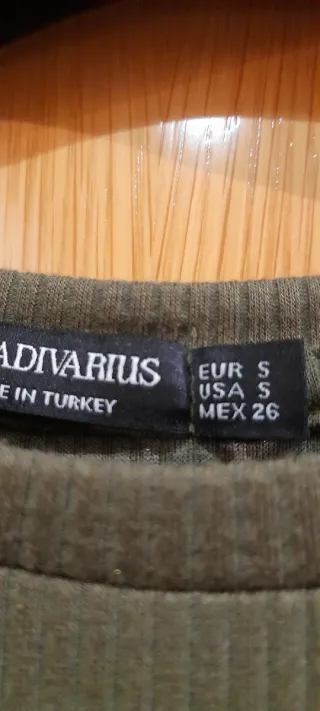 ADIVARIUS
E IN TURKEY
EUR S
USA S
MEX 26